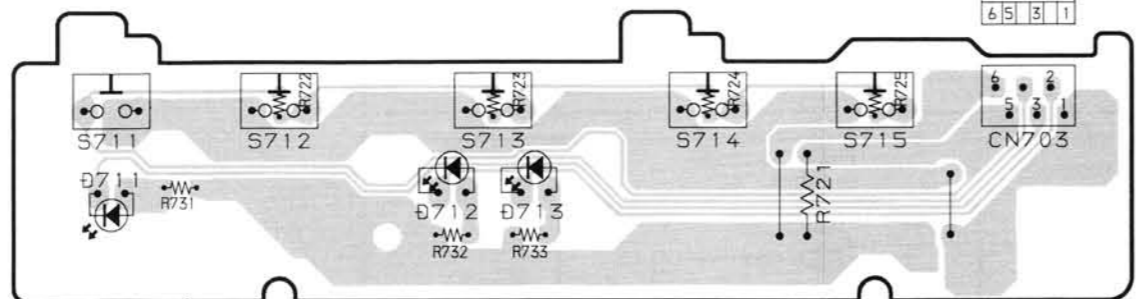 6 5 3 1
R722 R723 R724 R725
6 2
5 3 1
S711 S712 S713 S714 S715 CN703
D711 R731 D712 D713 R721
R732 R733